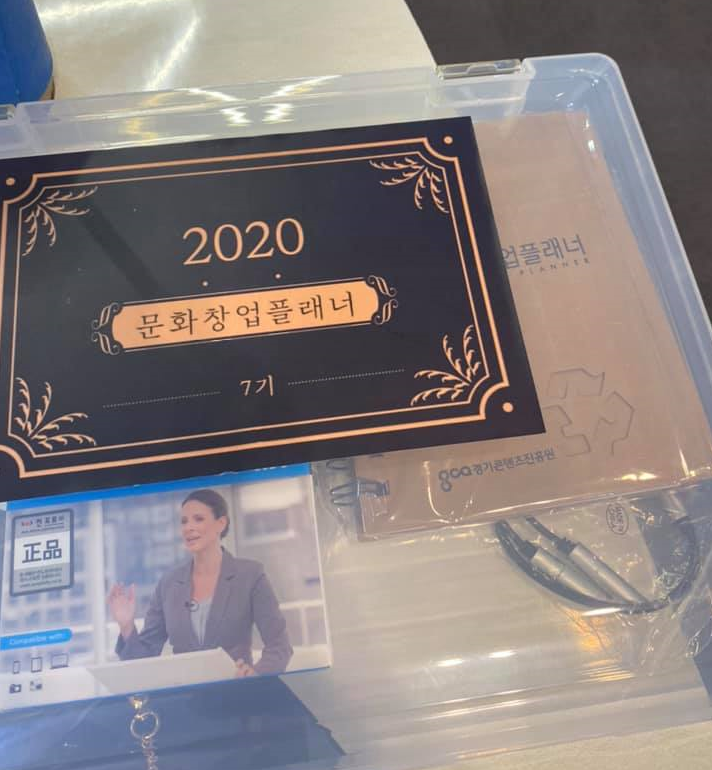 2020
문화창업플래너
7기
업플래너
PLANNER
gca 경기콘텐츠진흥원
正品
Compatible with: